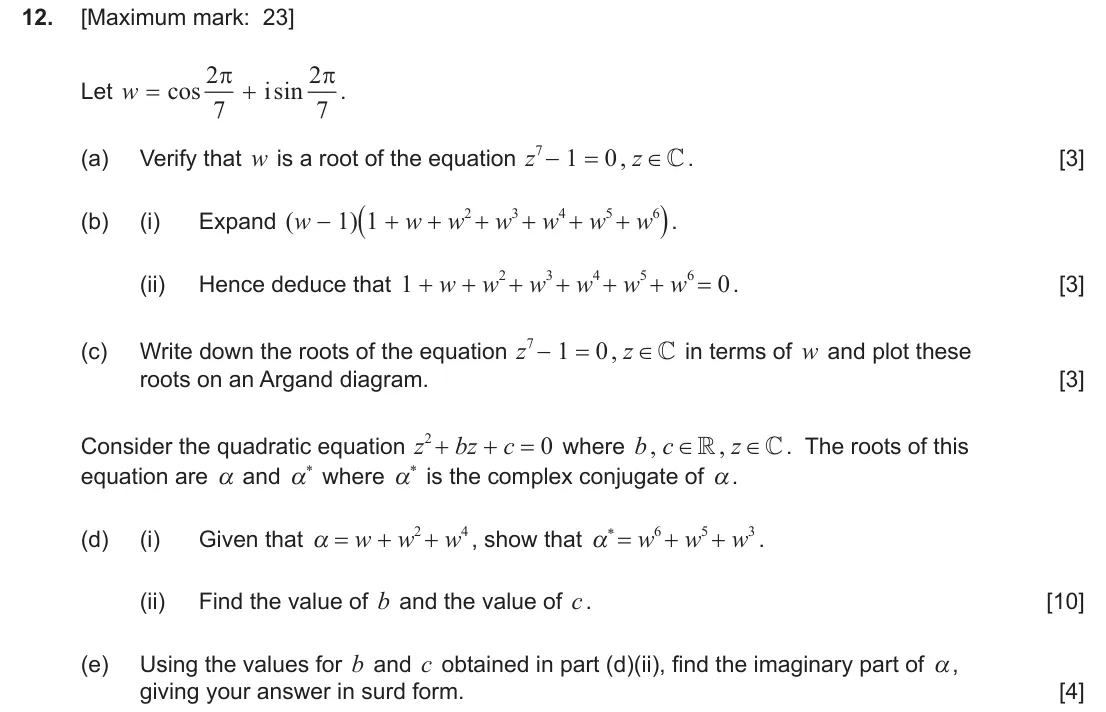 12. [Maximum mark: 23]
Let w = cos 2π/7 + i sin 2π/7.
(a) Verify that w is a root of the equation z⁷ − 1 = 0, z ∈ ℂ. [3]
(b) (i) Expand (w − 1)(1 + w + w² + w³ + w⁴ + w⁵ + w⁶).
(ii) Hence deduce that 1 + w + w² + w³ + w⁴ + w⁵ + w⁶ = 0. [3]
(c) Write down the roots of the equation z⁷ − 1 = 0, z ∈ ℂ in terms of w and plot these
roots on an Argand diagram. [3]
Consider the quadratic equation z² + bz + c = 0 where b, c ∈ ℝ, z ∈ ℂ. The roots of this
equation are α and α* where α* is the complex conjugate of α.
(d) (i) Given that α = w + w² + w⁴, show that α* = w⁶ + w⁵ + w³.
(ii) Find the value of b and the value of c. [10]
(e) Using the values for b and c obtained in part (d)(ii), find the imaginary part of α,
giving your answer in surd form. [4]